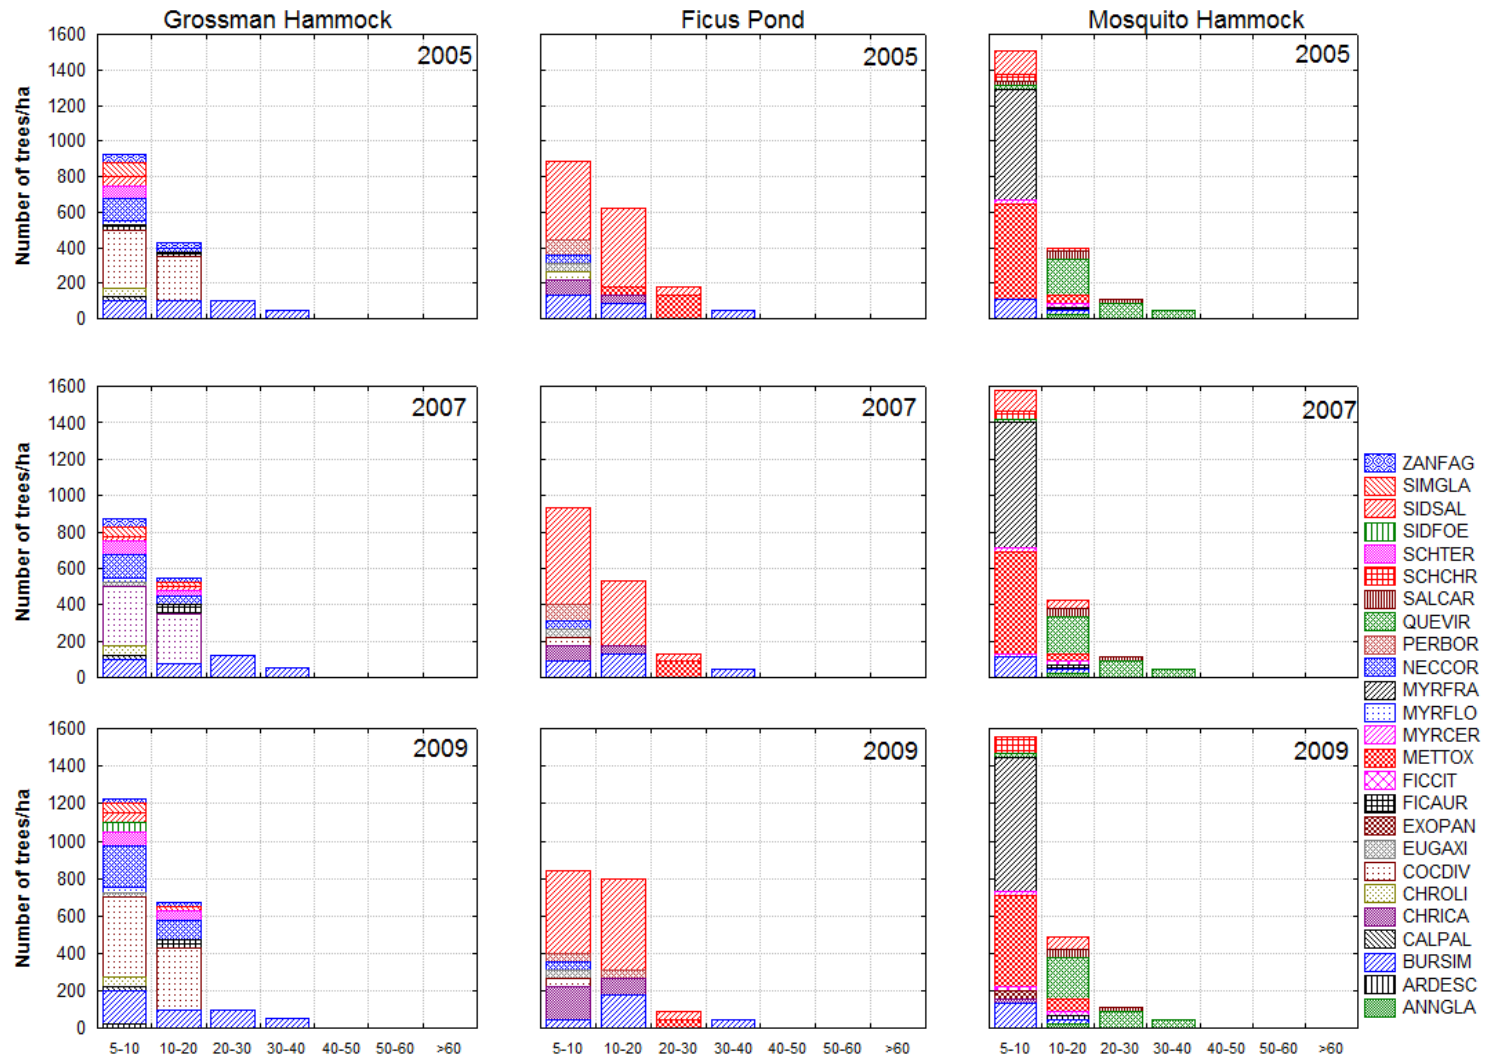 Grossman Hammock
Ficus Pond
Mosquito Hammock
Number of trees/ha
1600
1400
1200
1000
800
600
400
200
0
2005
2005
2005
Number of trees/ha
1600
1400
1200
1000
800
600
400
200
0
2007
2007
2007
Number of trees/ha
1600
1400
1200
1000
800
600
400
200
0
2009
2009
2009
5-10 10-20 20-30 30-40 40-50 50-60 >60
5-10 10-20 20-30 30-40 40-50 50-60 >60
5-10 10-20 20-30 30-40 40-50 50-60 >60
ZANFAG
SIMGLA
SIDSAL
SIDFOE
SCHTER
SCHCHR
SALCAR
QUEVIR
PERBOR
NECCOR
MYRFRA
MYRFLO
MYRCER
METTOX
FICCIT
FICAUR
EXOPAN
EUGAXI
COCDIV
CHROLI
CHRICA
CALPAL
BURSIM
ARDESC
ANNGLA